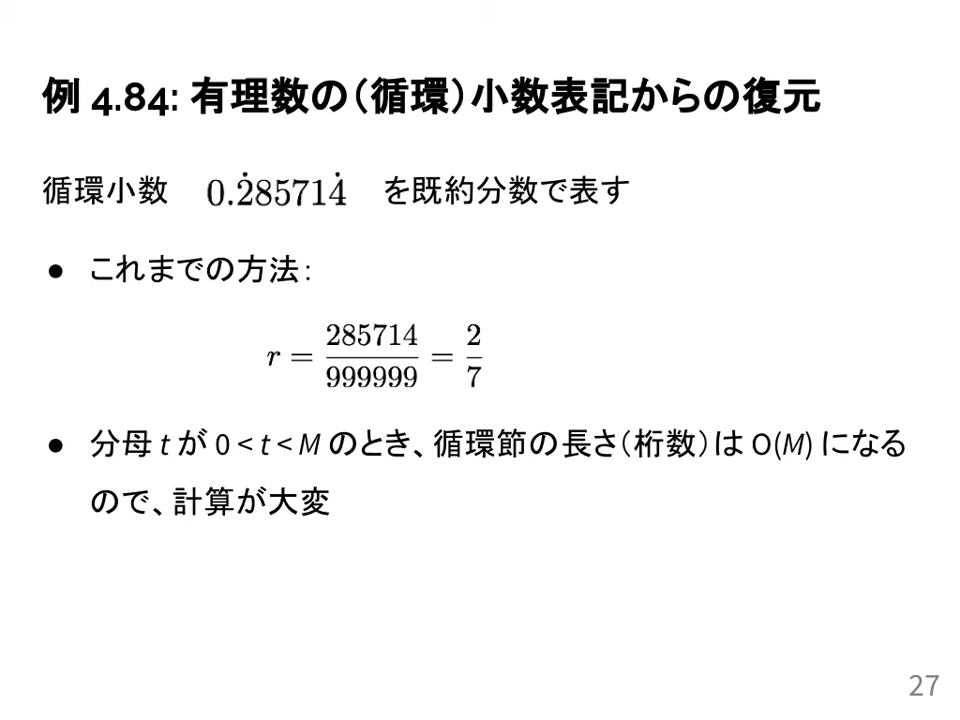 例 4.84: 有理数の（循環）小数表記からの復元
循環小数 0.2̇85714̇ を既約分数で表す
● これまでの方法：
r = 285714/999999 = 2/7
● 分母 t が 0 < t < M のとき、循環節の長さ（桁数）は O(M) になる
ので、計算が大変
27